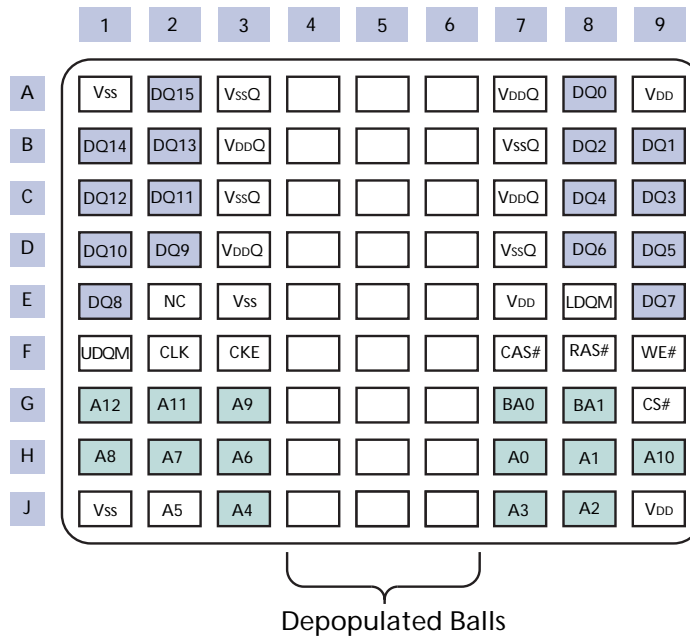 1 2 3 4 5 6 7 8 9
A Vss DQ15 VssQ VDDQ DQ0 VDD
B DQ14 DQ13 VDDQ VssQ DQ2 DQ1
C DQ12 DQ11 VssQ VDDQ DQ4 DQ3
D DQ10 DQ9 VDDQ VssQ DQ6 DQ5
E DQ8 NC Vss VDD LDQM DQ7
F UDQM CLK CKE CAS# RAS# WE#
G A12 A11 A9 BA0 BA1 CS#
H A8 A7 A6 A0 A1 A10
J Vss A5 A4 A3 A2 VDD
Depopulated Balls